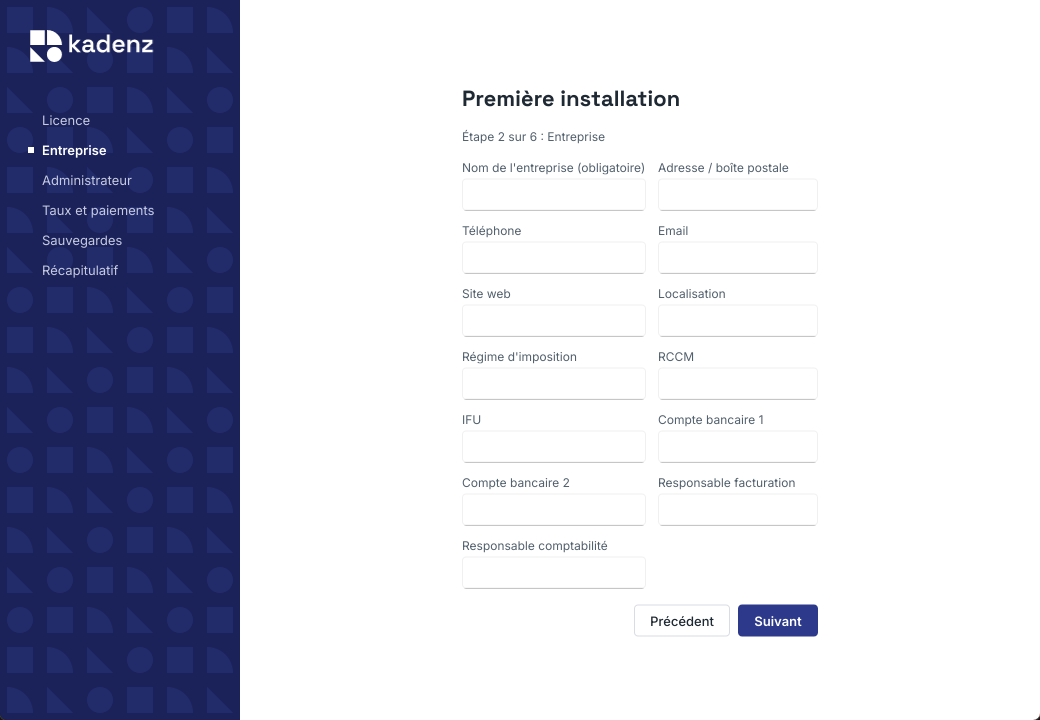 kadenz
Licence
Entreprise
Administrateur
Taux et paiements
Sauvegardes
Récapitulatif
Première installation
Étape 2 sur 6 : Entreprise
Nom de l'entreprise (obligatoire) Adresse / boîte postale
Téléphone Email
Site web Localisation
Régime d'imposition RCCM
IFU Compte bancaire 1
Compte bancaire 2 Responsable facturation
Responsable comptabilité
Précédent Suivant